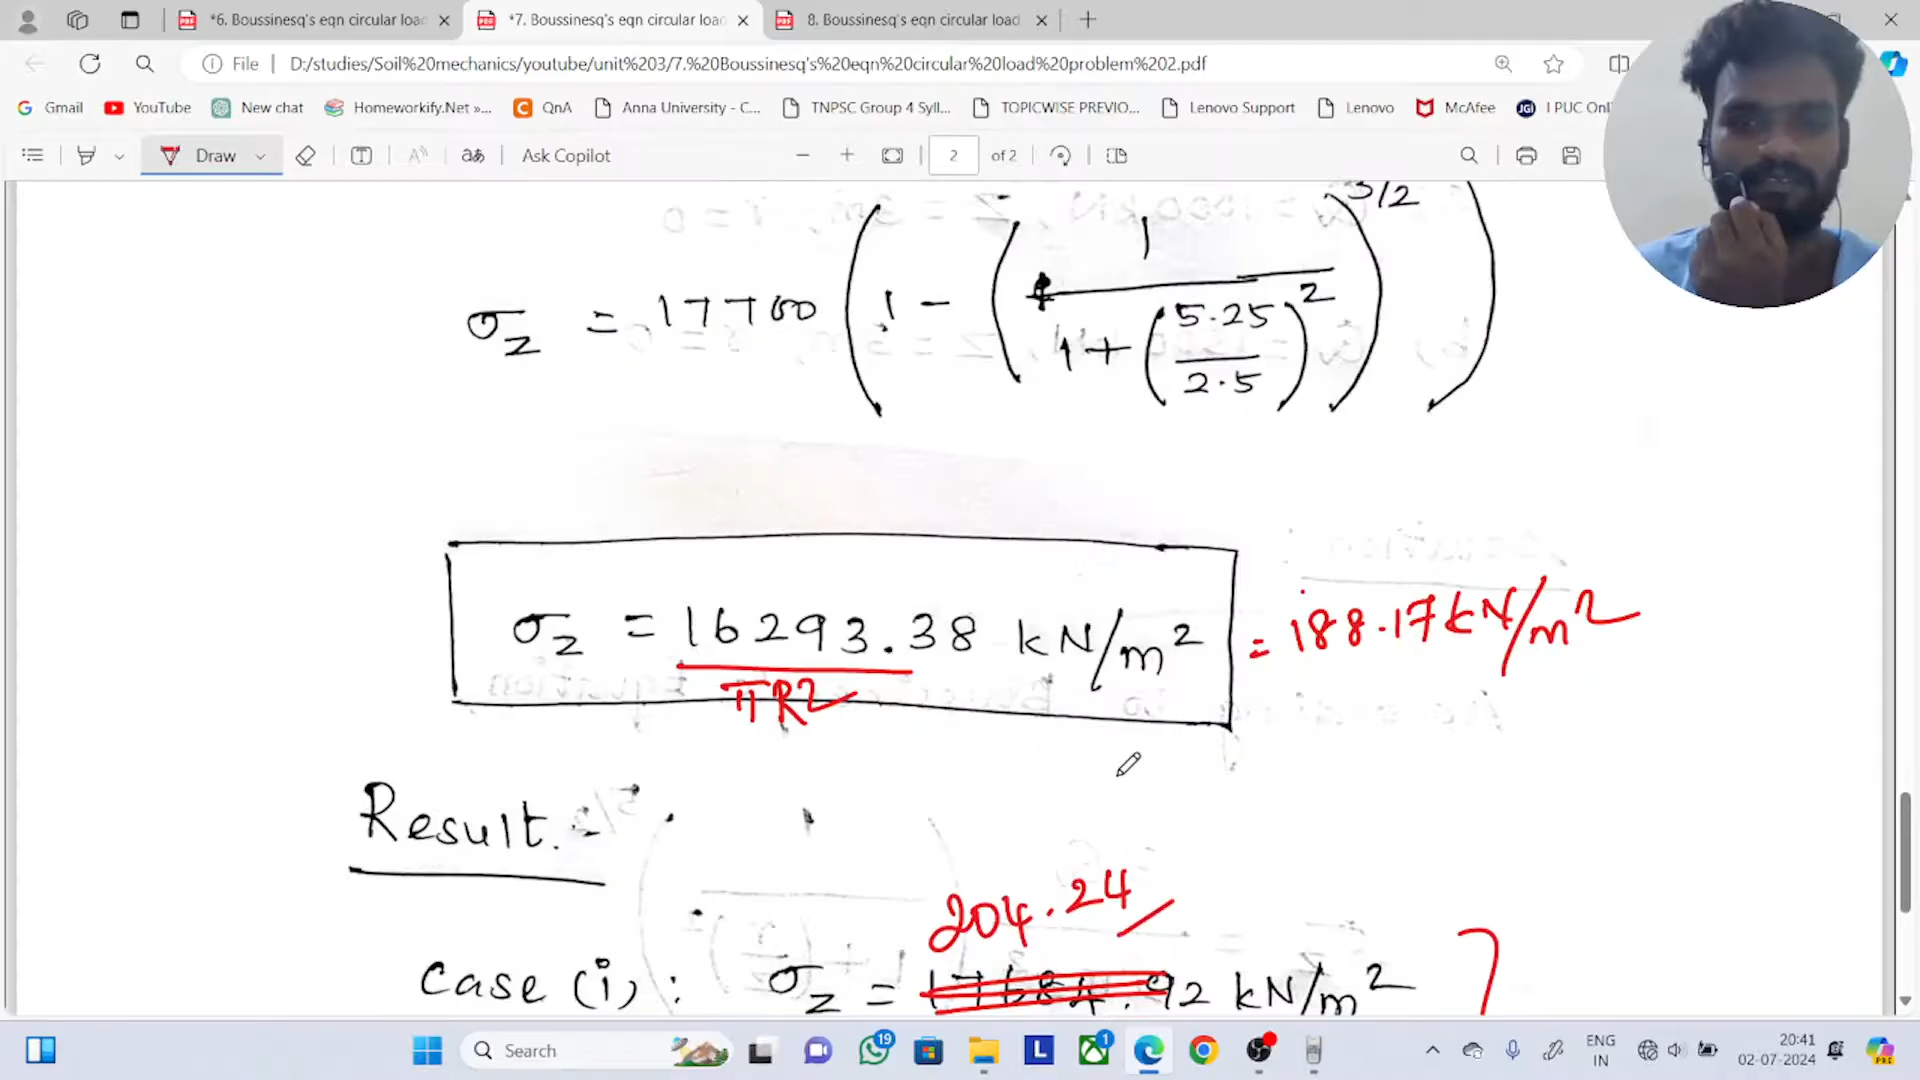 *6. Boussinesq's eqn circular load
*7. Boussinesq's eqn circular loa
8. Boussinesq's eqn circular load
File D:/studies/Soil%20mechanics/youtube/unit%203/7.%20Boussinesq's%20eqn%20circular%20load%20problem%202.pdf
Gmail YouTube New chat Homeworkify.Net »... QnA Anna University - C... TNPSC Group 4 Syll... TOPICWISE PREVIO... Lenovo Support Lenovo McAfee I PUC Onl
Draw Ask Copilot 2 of 2
σz = 17700 (1 - (1 / (1 + (5.25 / 2.5)²))^3/2)
σz = 16293.38 kN/m² = 188.17 kN/m²
πR2
Result:-
204.24
Case (i) : σz = 17684.92 kN/m²
Search 19 1 ENG 20:41
IN 02-07-2024